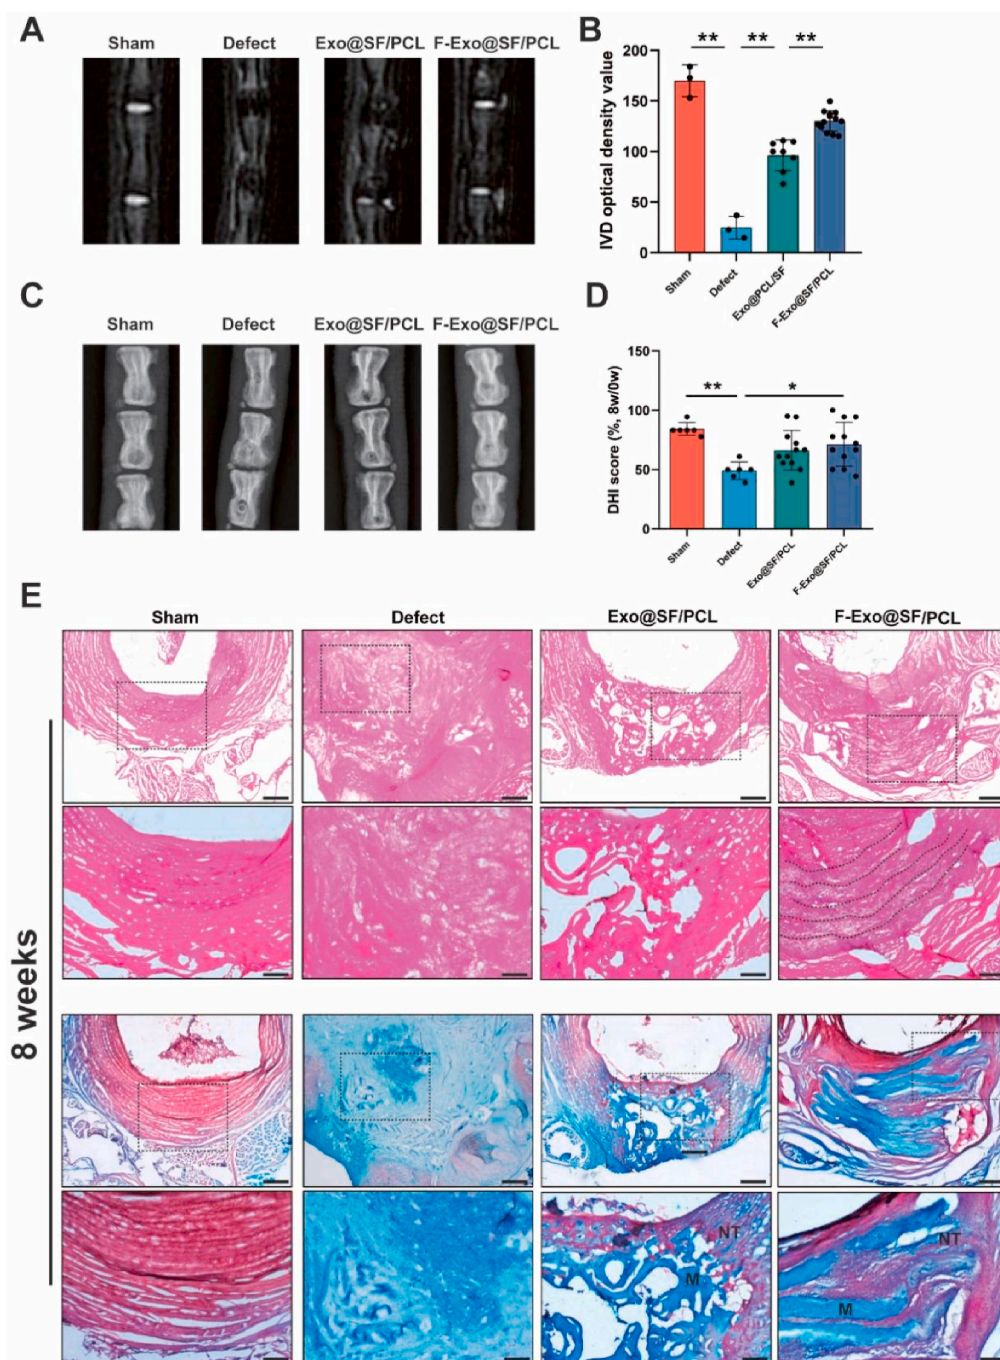 A
Sham
Defect
Exo@SF/PCL
F-Exo@SF/PCL
B
**
**
**
IVD optical density value
200
150
100
50
0
Sham
Defect
Exo@PCL/SF
F-Exo@SF/PCL
C
Sham
Defect
Exo@SF/PCL
F-Exo@SF/PCL
D
**
*
DHI score (%, 8w/0w)
150
100
50
0
Sham
Defect
Exo@SF/PCL
F-Exo@SF/PCL
E
Sham
Defect
Exo@SF/PCL
F-Exo@SF/PCL
8 weeks
NT
M
NT
M